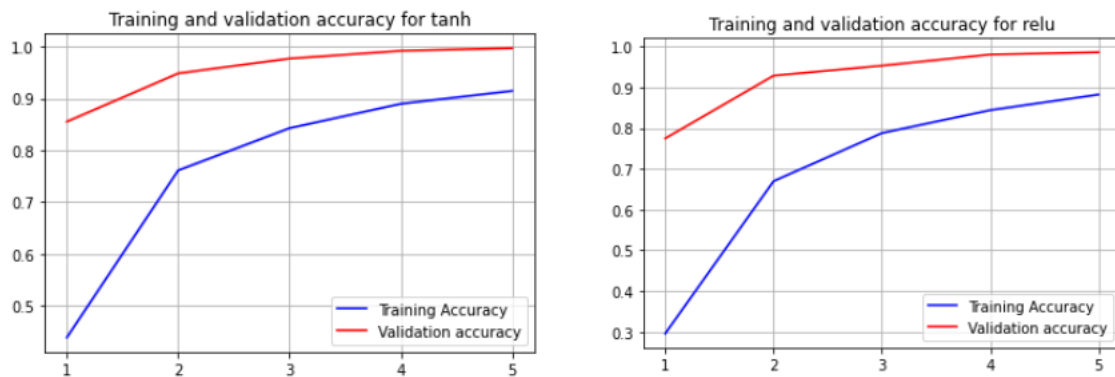 Training and validation accuracy for tanh
1.0
0.9
0.8
0.7
0.6
0.5
Training Accuracy
Validation accuracy
1 2 3 4 5
Training and validation accuracy for relu
1.0
0.9
0.8
0.7
0.6
0.5
0.4
0.3
Training Accuracy
Validation accuracy
1 2 3 4 5